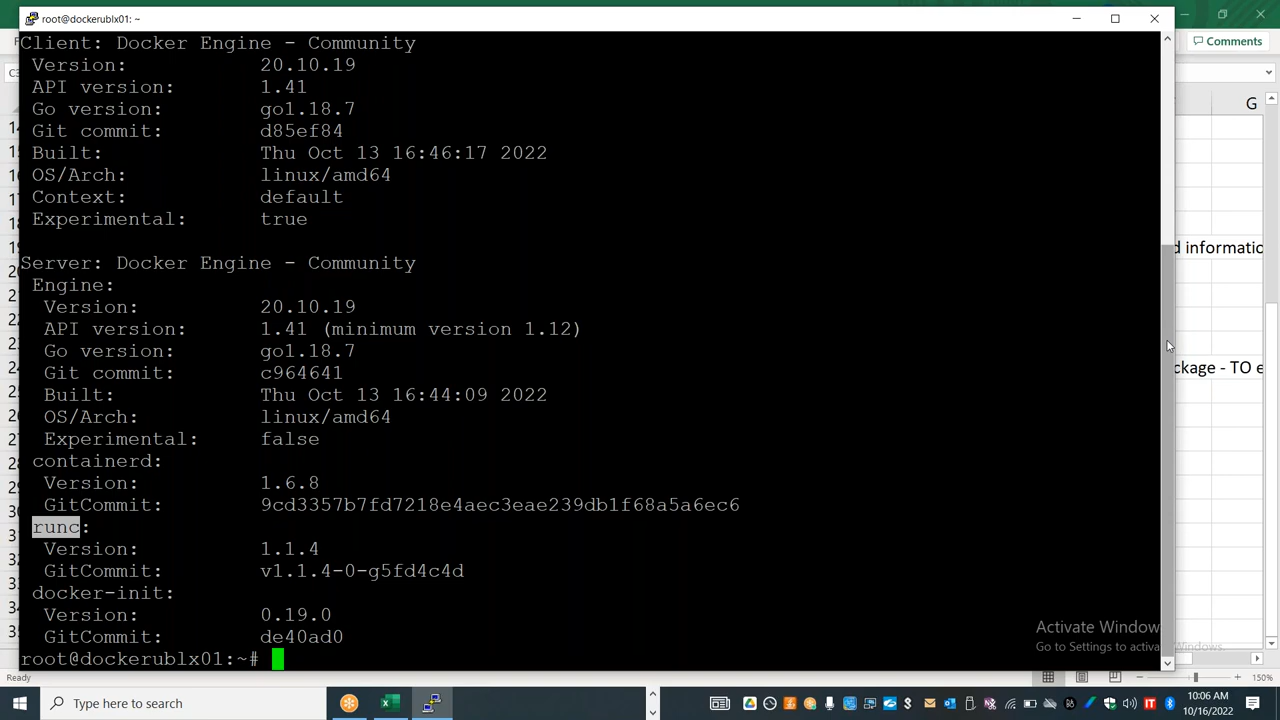 root@dockerublx01: ~
Comments
Client: Docker Engine - Community
Version: 20.10.19
API version: 1.41
Go version: go1.18.7
Git commit: d85ef84
Built: Thu Oct 13 16:46:17 2022
OS/Arch: linux/amd64
Context: default
Experimental: true
Server: Docker Engine - Community
Engine:
Version: 20.10.19
API version: 1.41 (minimum version 1.12)
Go version: go1.18.7
Git commit: c964641
Built: Thu Oct 13 16:44:09 2022
OS/Arch: linux/amd64
Experimental: false
containerd:
Version: 1.6.8
GitCommit: 9cd3357b7fd7218e4aec3eae239db1f68a5a6ec6
runc:
Version: 1.1.4
GitCommit: v1.1.4-0-g5fd4c4d
docker-init:
Version: 0.19.0
GitCommit: de40ad0
root@dockerublx01:~#
G
d informatio
ckage - TO e
Activate Window
Go to Settings to activa
Ready
150%
Type here to search
10:06 AM
10/16/2022